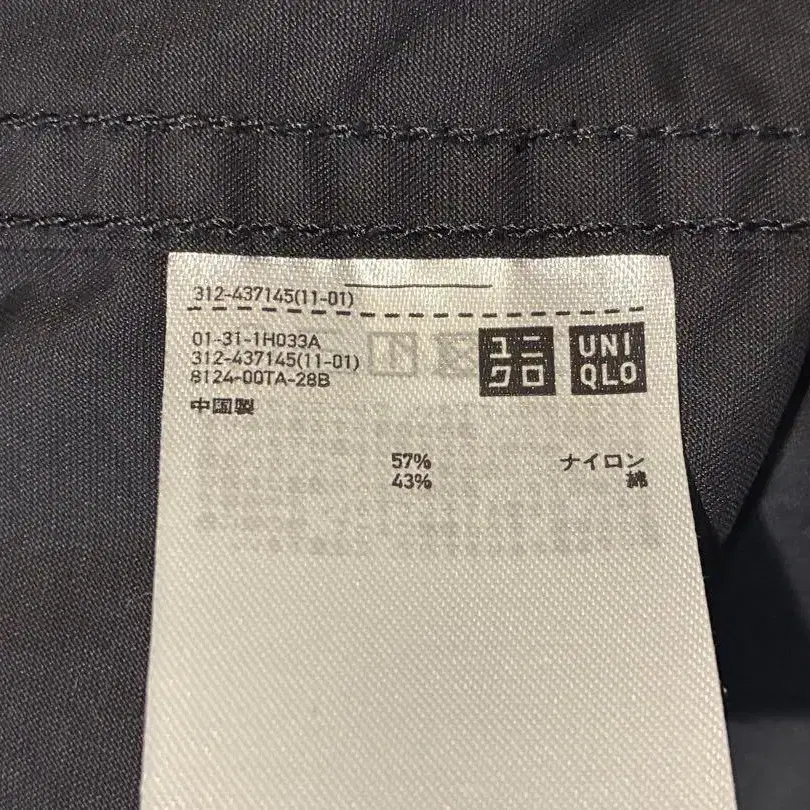 312-437145(11-01)
01-31-1H033A
312-437145(11-01)
8124-00TA-28B
中国製
ユニ
クロ
UNI
QLO
57% ナイロン
43% 綿